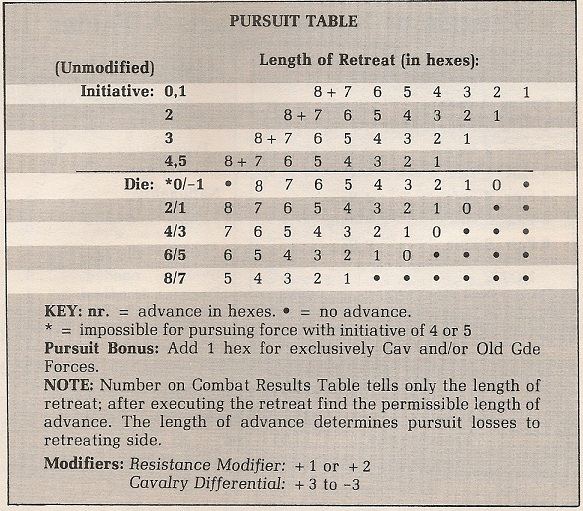 PURSUIT TABLE
(Unmodified) Length of Retreat (in hexes):
Initiative: 0,1 8 + 7 6 5 4 3 2 1
2 8 + 7 6 5 4 3 2 1
3 8 + 7 6 5 4 3 2 1
4,5 8 + 7 6 5 4 3 2 1
Die: *0/-1 • 8 7 6 5 4 3 2 1 0 •
2/1 8 7 6 5 4 3 2 1 0 • •
4/3 7 6 5 4 3 2 1 0 • • •
6/5 6 5 4 3 2 1 0 • • • •
8/7 5 4 3 2 1 • • • • • •
KEY: nr. = advance in hexes. • = no advance.
* = impossible for pursuing force with initiative of 4 or 5
Pursuit Bonus: Add 1 hex for exclusively Cav and/or Old Gde
Forces.
NOTE: Number on Combat Results Table tells only the length of
retreat; after executing the retreat find the permissible length of
advance. The length of advance determines pursuit losses to
retreating side.
Modifiers: Resistance Modifier: + 1 or + 2
Cavalry Differential: + 3 to -3